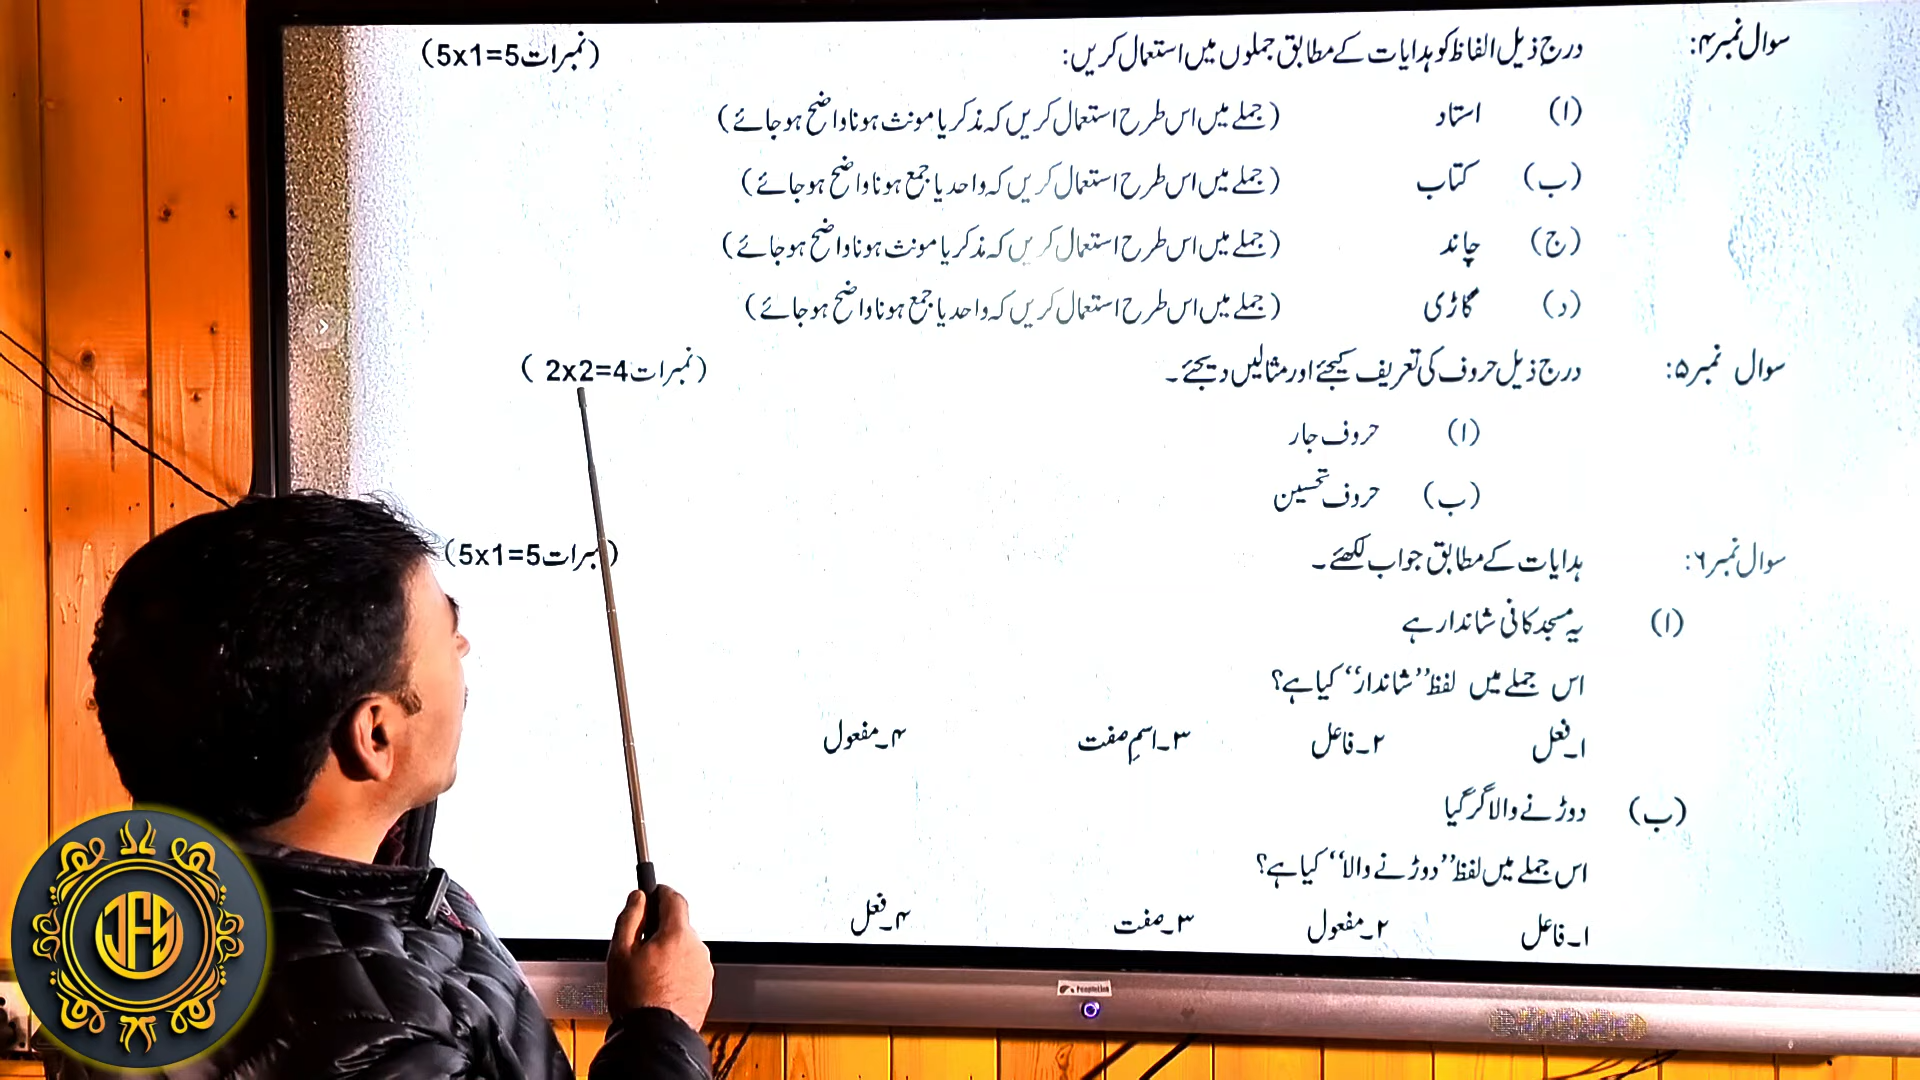 سوال نمبر۴: درج ذیل الفاظ کو ہدایات کے مطابق جملوں میں استعمال کریں: (نمبرات5=5x1)
(ا) استاد (جملے میں اس طرح استعمال کریں کہ مذکر یا مونث ہونا واضح ہو جائے)
(ب) کتاب (جملے میں اس طرح استعمال کریں کہ واحد یا جمع ہونا واضح ہو جائے)
(ج) چاند (جملے میں اس طرح استعمال کریں کہ مذکر یا مونث ہونا واضح ہو جائے)
(د) گاڑی (جملے میں اس طرح استعمال کریں کہ واحد یا جمع ہونا واضح ہو جائے)
سوال نمبر۵: درج ذیل حروف کی تعریف کیجئے اور مثالیں دیجئے۔ (نمبرات4=2x2)
(ا) حروف جار
(ب) حروف تحسین
سوال نمبر۶: ہدایات کے مطابق جواب لکھئے۔ (نمبرات5=5x1)
(ا) یہ مسجد کافی شاندار ہے
اس جملے میں لفظ ”شاندار“ کیا ہے؟
۱۔فعل ۲۔فاعل ۳۔اسمِ صفت ۴۔مفعول
(ب) دوڑنے والا گر گیا
اس جملے میں لفظ ”دوڑنے والا“ کیا ہے؟
۱۔فاعل ۲۔مفعول ۳۔صفت ۴۔فعل
JFS